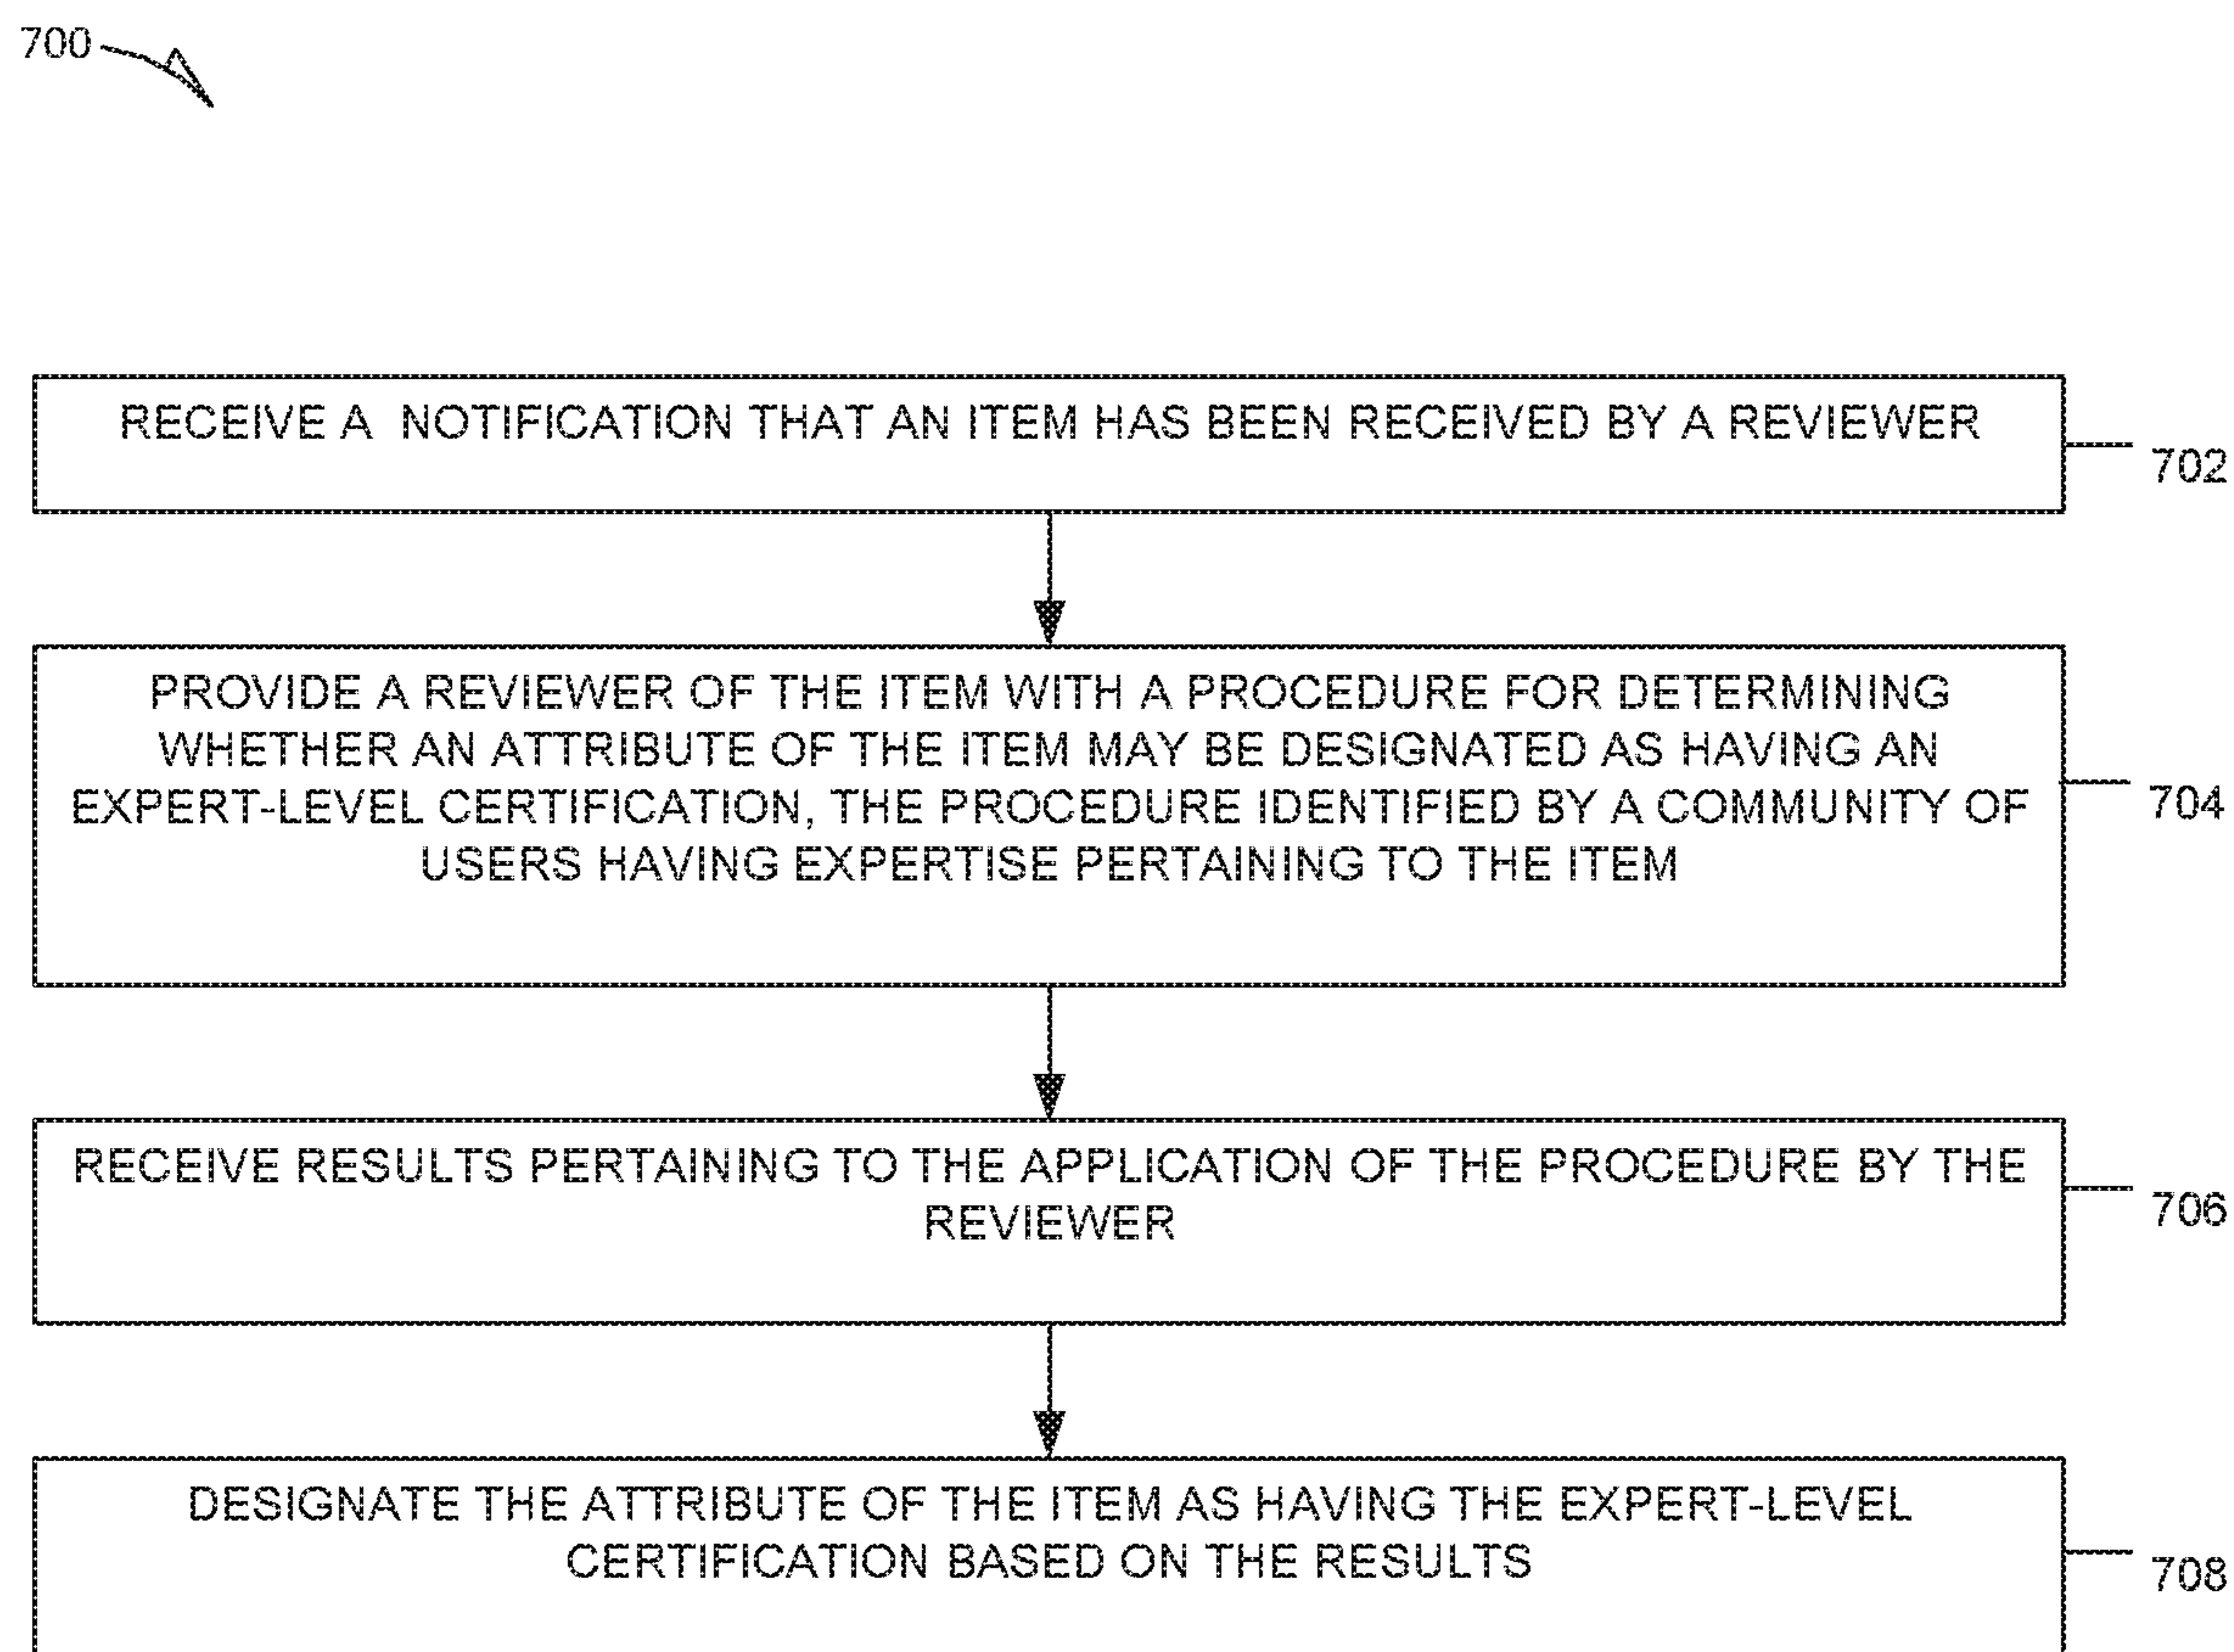 700
RECEIVE A NOTIFICATION THAT AN ITEM HAS BEEN RECEIVED BY A REVIEWER
702
PROVIDE A REVIEWER OF THE ITEM WITH A PROCEDURE FOR DETERMINING
WHETHER AN ATTRIBUTE OF THE ITEM MAY BE DESIGNATED AS HAVING AN
EXPERT-LEVEL CERTIFICATION, THE PROCEDURE IDENTIFIED BY A COMMUNITY OF
USERS HAVING EXPERTISE PERTAINING TO THE ITEM
704
RECEIVE RESULTS PERTAINING TO THE APPLICATION OF THE PROCEDURE BY THE
REVIEWER
706
DESIGNATE THE ATTRIBUTE OF THE ITEM AS HAVING THE EXPERT-LEVEL
CERTIFICATION BASED ON THE RESULTS
708